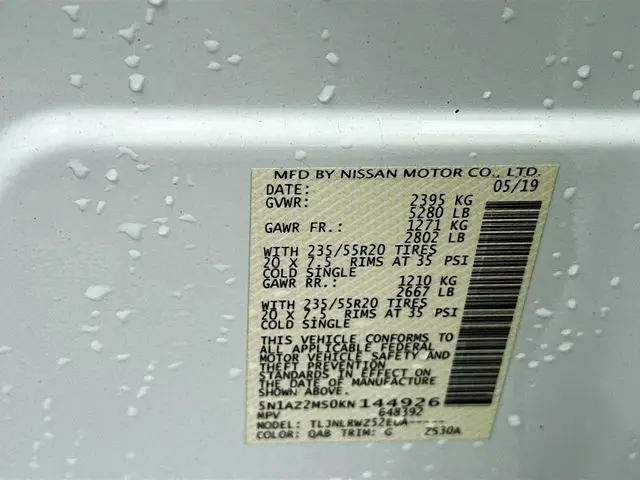 MFD BY NISSAN MOTOR CO., LTD.
DATE: 05/19
GVWR: 2395 KG
5280 LB
GAWR FR.: 1271 KG
2802 LB
WITH 235/55R20 TIRES
20 X 7.5 RIMS AT 35 PSI
COLD SINGLE
GAWR RR.: 1210 KG
2667 LB
WITH 235/55R20 TIRES
20 X 7.5 RIMS AT 35 PSI
COLD SINGLE
THIS VEHICLE CONFORMS TO
ALL APPLICABLE FEDERAL
MOTOR VEHICLE SAFETY AND
THEFT PREVENTION
STANDARDS IN EFFECT ON
THE DATE OF MANUFACTURE
SHOWN ABOVE.
5N1AZ2MS0KN144926
MPV 648392
MODEL: TLJNLRWZ52EUA-----
COLOR: QAB TRIM: G ZS30A